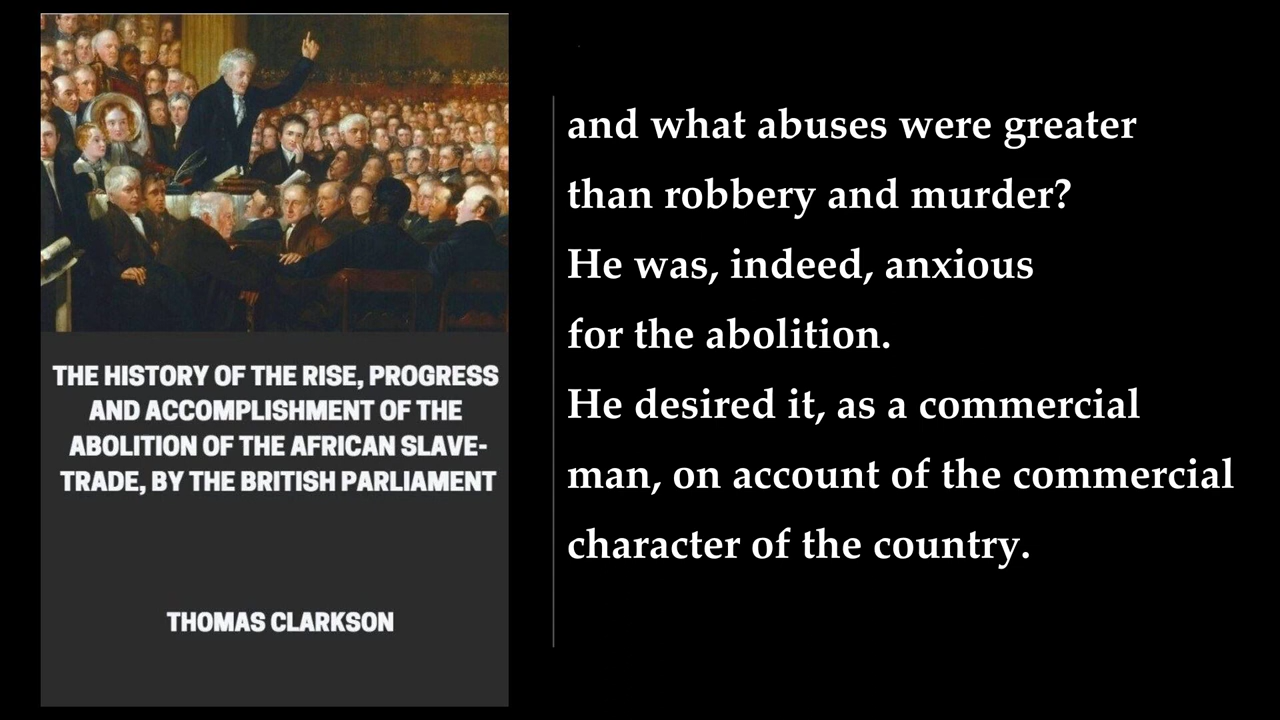 THE HISTORY OF THE RISE, PROGRESS
AND ACCOMPLISHMENT OF THE
ABOLITION OF THE AFRICAN SLAVE-
TRADE, BY THE BRITISH PARLIAMENT
THOMAS CLARKSON
and what abuses were greater
than robbery and murder?
He was, indeed, anxious
for the abolition.
He desired it, as a commercial
man, on account of the commercial
character of the country.